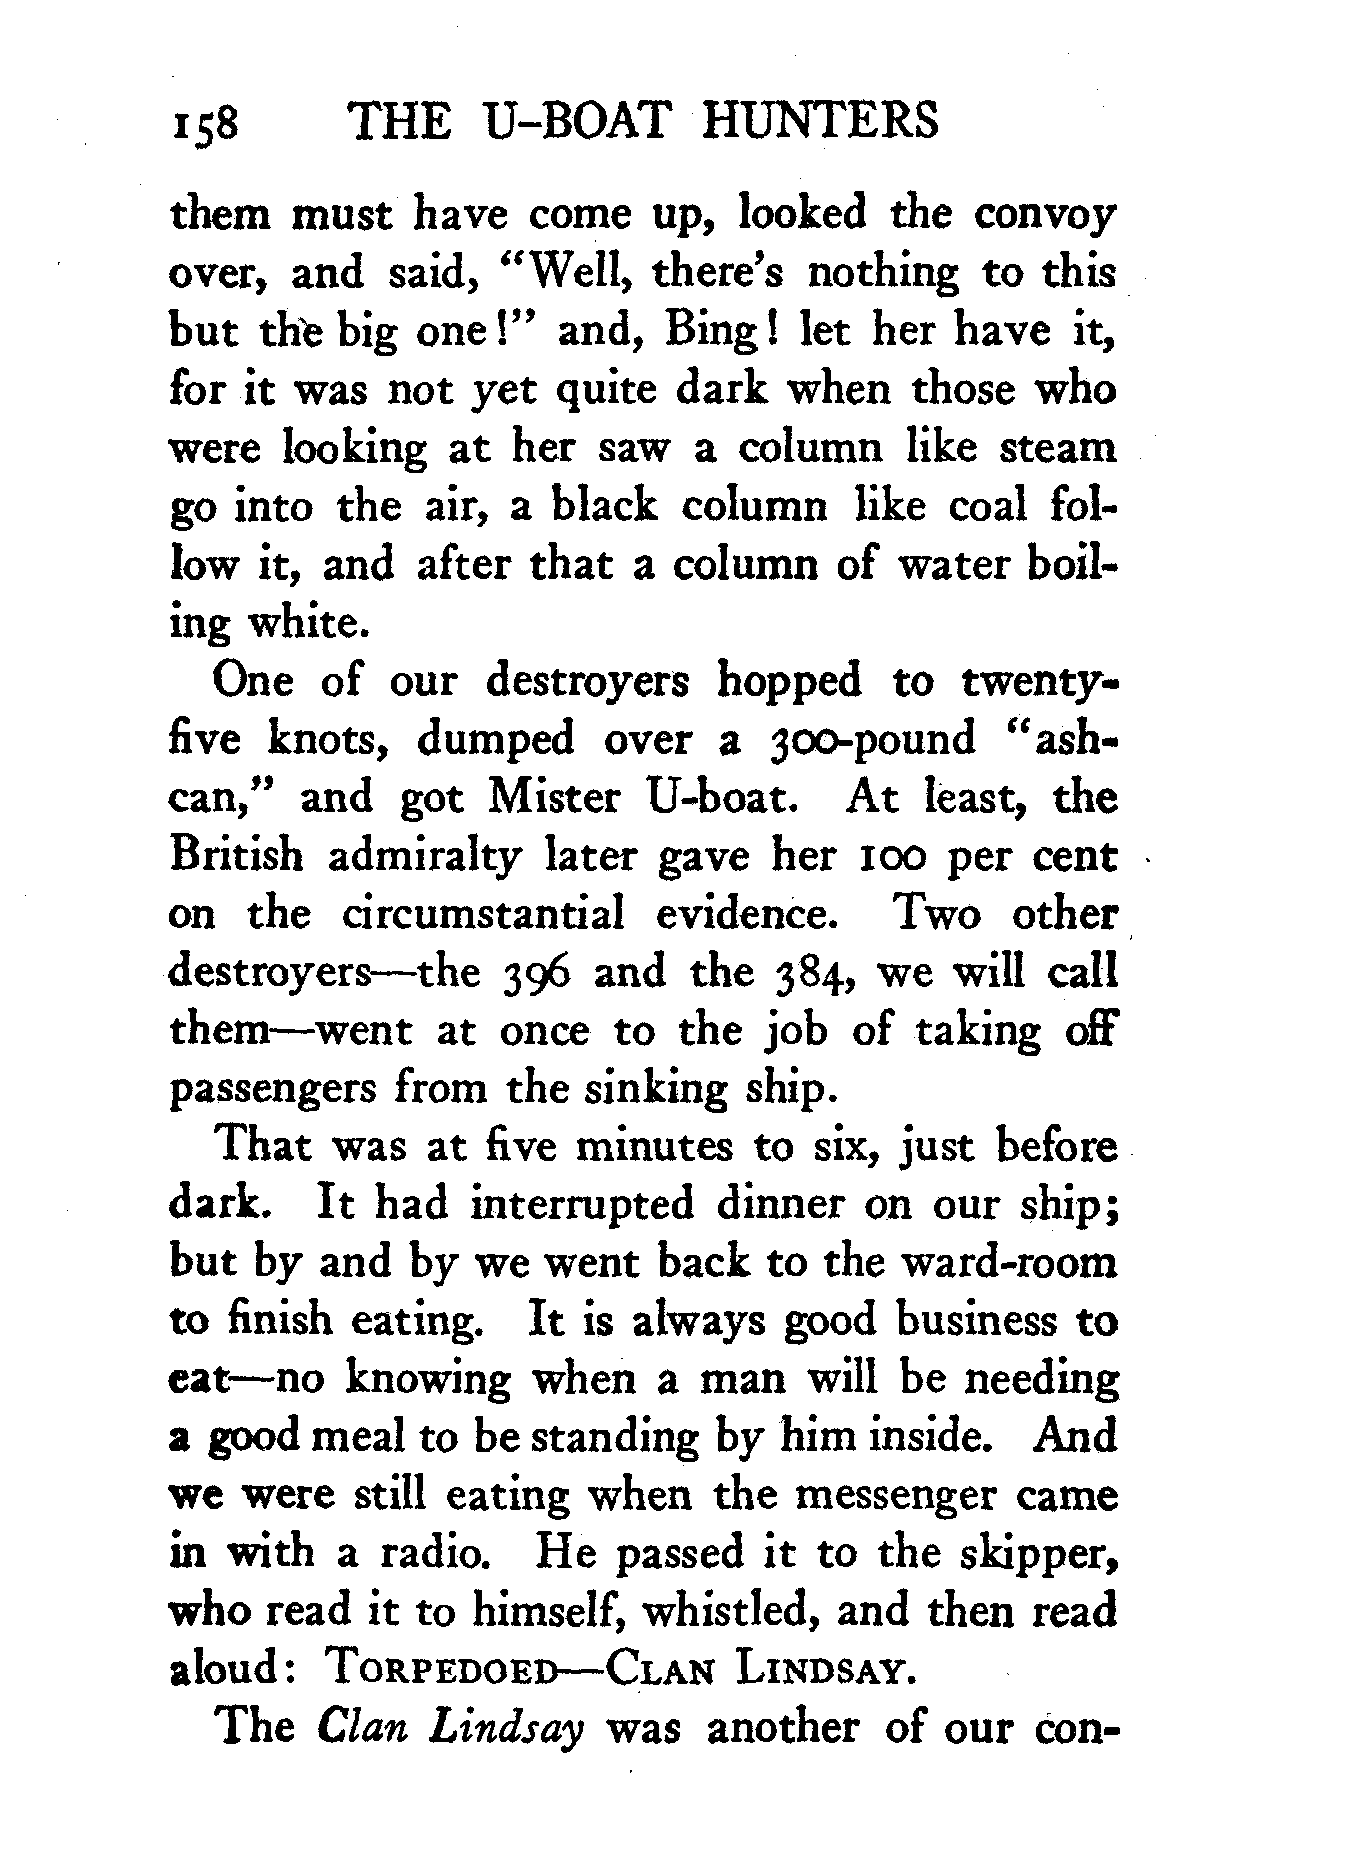 158 THE U-BOAT HUNTERS
them must have come up, looked the convoy
over, and said, “Well, there's nothing to this
but the big one!” and, Bing! let her have it,
for it was not yet quite dark when those who
were looking at her saw a column like steam
go into the air, a black column like coal fol-
low it, and after that a column of water boil-
ing white.
One of our destroyers hopped to twenty-
five knots, dumped over a 300-pound “ash-
can,” and got Mister U-boat. At least, the
British admiralty later gave her 100 per cent
on the circumstantial evidence. Two other
destroyers—the 396 and the 384, we will call
them—went at once to the job of taking off
passengers from the sinking ship.
That was at five minutes to six, just before
dark. It had interrupted dinner on our ship;
but by and by we went back to the ward-room
to finish eating. It is always good business to
eat—no knowing when a man will be needing
a good meal to be standing by him inside. And
we were still eating when the messenger came
in with a radio. He passed it to the skipper,
who read it to himself, whistled, and then read
aloud: TORPEDOED—CLAN LINDSAY.
The Clan Lindsay was another of our con-